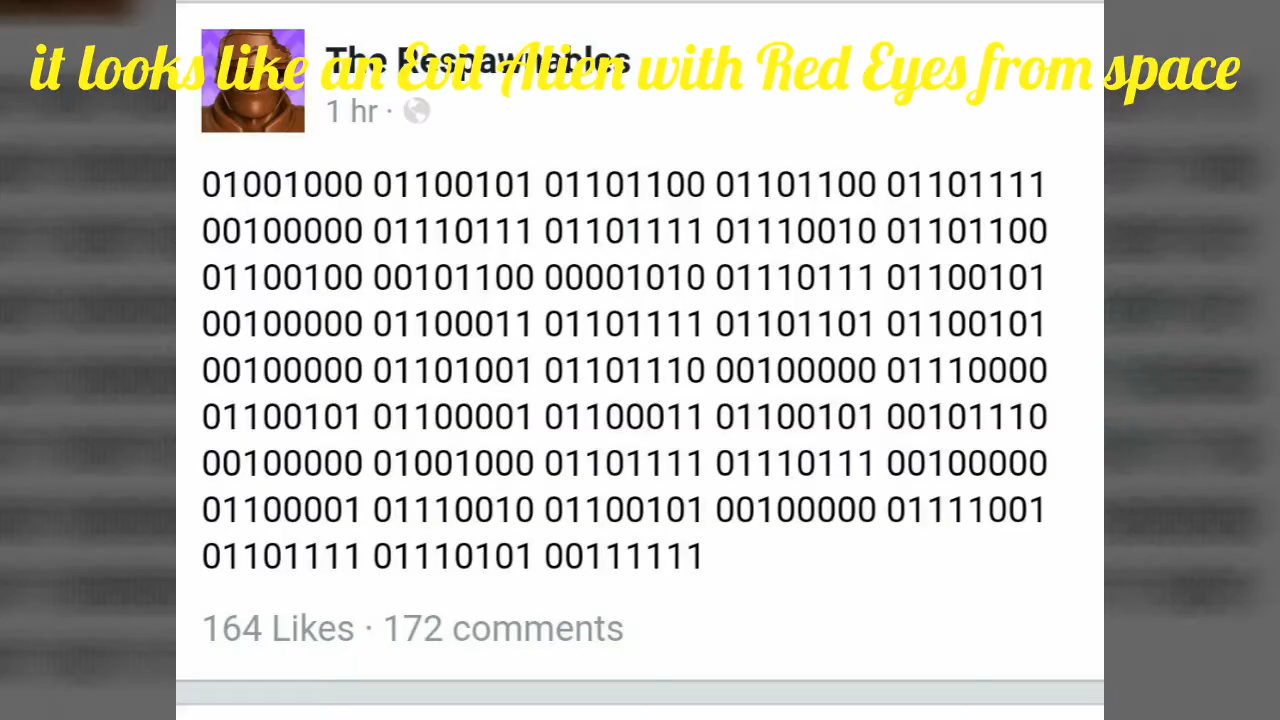 it looks like an Evil Alien with Red Eyes from space
The Respawnables
1 hr ·
01001000 01100101 01101100 01101100 01101111
00100000 01110111 01101111 01110010 01101100
01100100 00101100 00001010 01110111 01100101
00100000 01100011 01101111 01101101 01100101
00100000 01101001 01101110 00100000 01110000
01100101 01100001 01100011 01100101 00101110
00100000 01001000 01101111 01110111 00100000
01100001 01110010 01100101 00100000 01111001
01101111 01110101 00111111
164 Likes · 172 comments